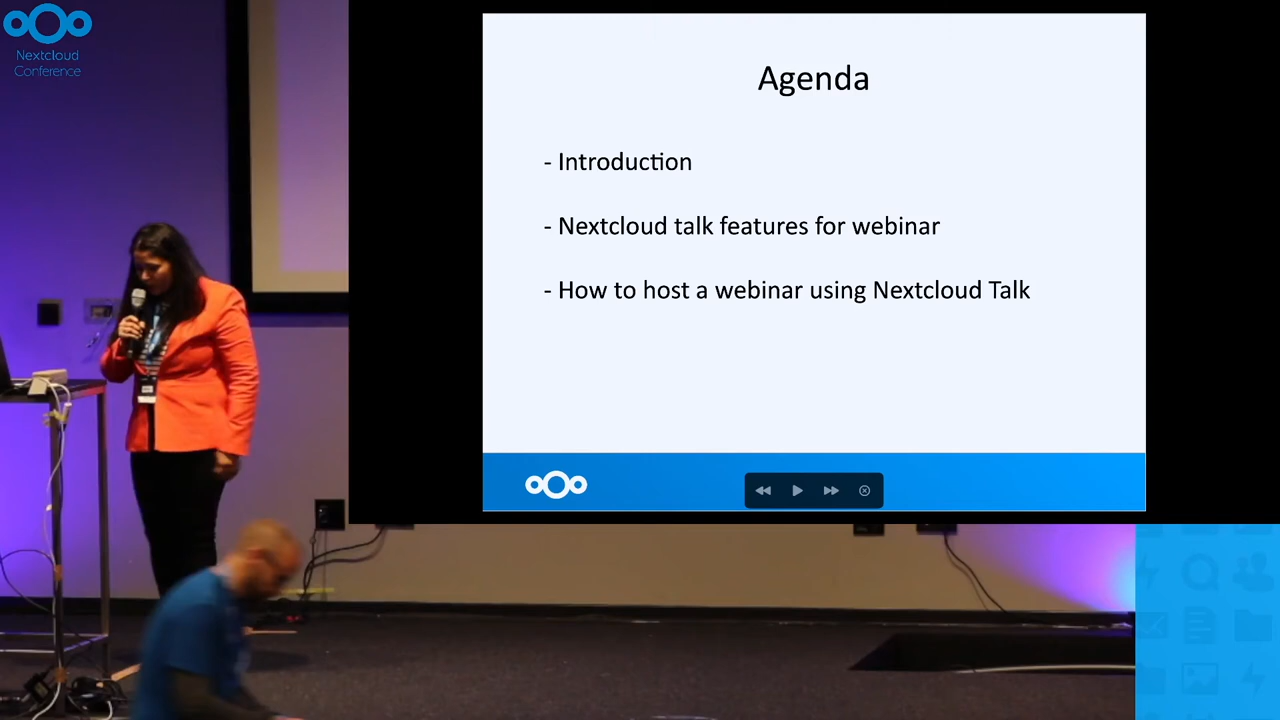 Nextcloud
Conference
Agenda
- Introduction
- Nextcloud talk features for webinar
- How to host a webinar using Nextcloud Talk